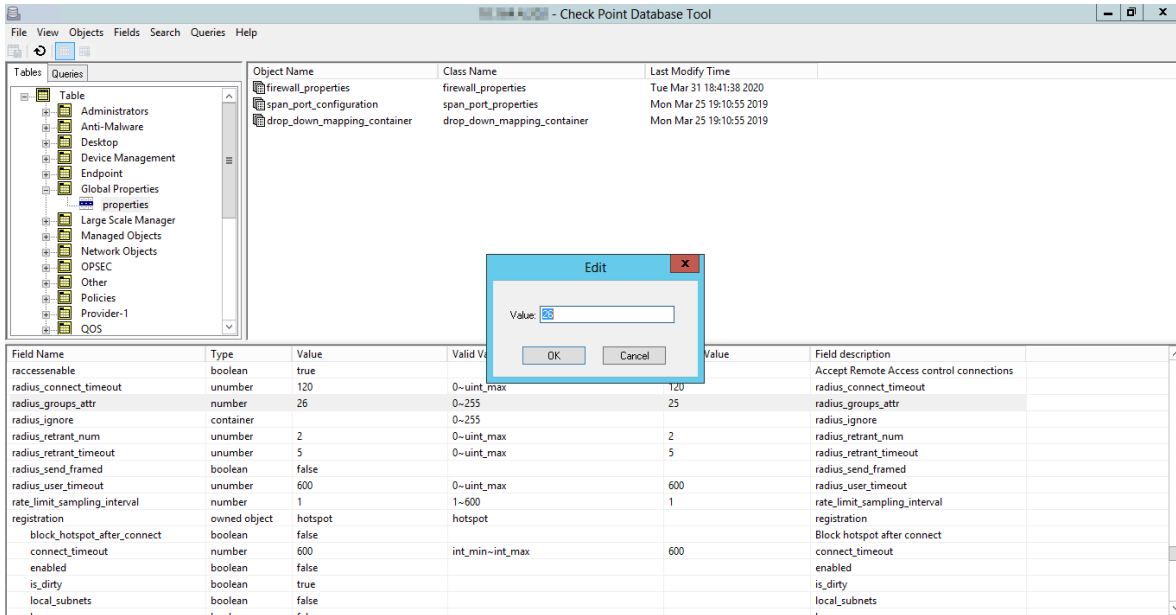 - Check Point Database Tool
File View Objects Fields Search Queries Help
Tables Queries
Table
Administrators
Anti-Malware
Desktop
Device Management
Endpoint
Global Properties
properties
Large Scale Manager
Managed Objects
Network Objects
OPSEC
Other
Policies
Provider-1
QOS
Object Name Class Name Last Modify Time
firewall_properties firewall_properties Tue Mar 31 18:41:38 2020
span_port_configuration span_port_properties Mon Mar 25 19:10:55 2019
drop_down_mapping_container drop_down_mapping_container Mon Mar 25 19:10:55 2019
Edit
Value: 26
OK Cancel
Field Name Type Value Valid Value Field description
raccessenable boolean true Accept Remote Access control connections
radius_connect_timeout unumber 120 0~uint_max 120 radius_connect_timeout
radius_groups_attr number 26 0~255 25 radius_groups_attr
radius_ignore container 0~255 radius_ignore
radius_retrant_num unumber 2 0~uint_max 2 radius_retrant_num
radius_retrant_timeout unumber 5 0~uint_max 5 radius_retrant_timeout
radius_send_framed boolean false radius_send_framed
radius_user_timeout unumber 600 0~uint_max 600 radius_user_timeout
rate_limit_sampling_interval number 1 1~600 1 rate_limit_sampling_interval
registration owned object hotspot hotspot registration
block_hotspot_after_connect boolean false Block hotspot after connect
connect_timeout number 600 int_min~int_max 600 connect_timeout
enabled boolean false enabled
is_dirty boolean true is_dirty
local_subnets boolean false local_subnets